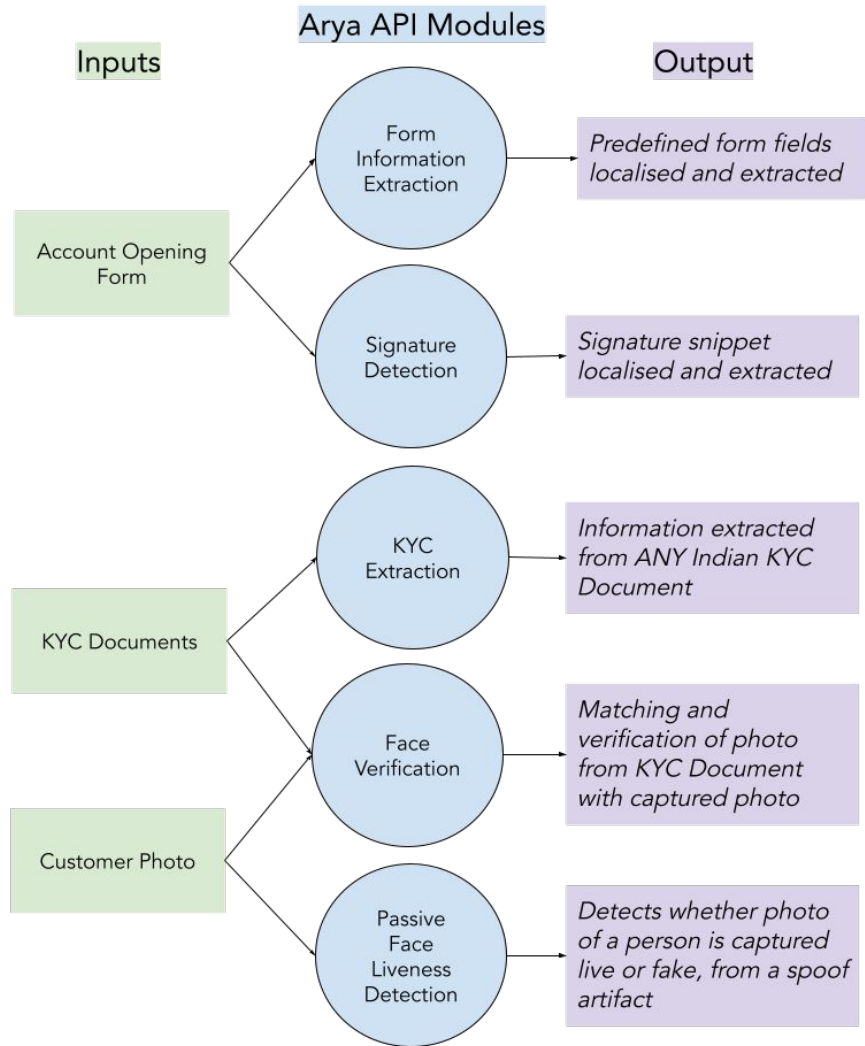 Arya API Modules
Inputs
Output
Form
Information
Extraction
Predefined form fields
localised and extracted
Account Opening
Form
Signature
Detection
Signature snippet
localised and extracted
KYC
Extraction
Information extracted
from ANY Indian KYC
Document
KYC Documents
Face
Verification
Matching and
verification of photo
from KYC Document
with captured photo
Customer Photo
Passive
Face
Liveness
Detection
Detects whether photo
of a person is captured
live or fake, from a spoof
artifact